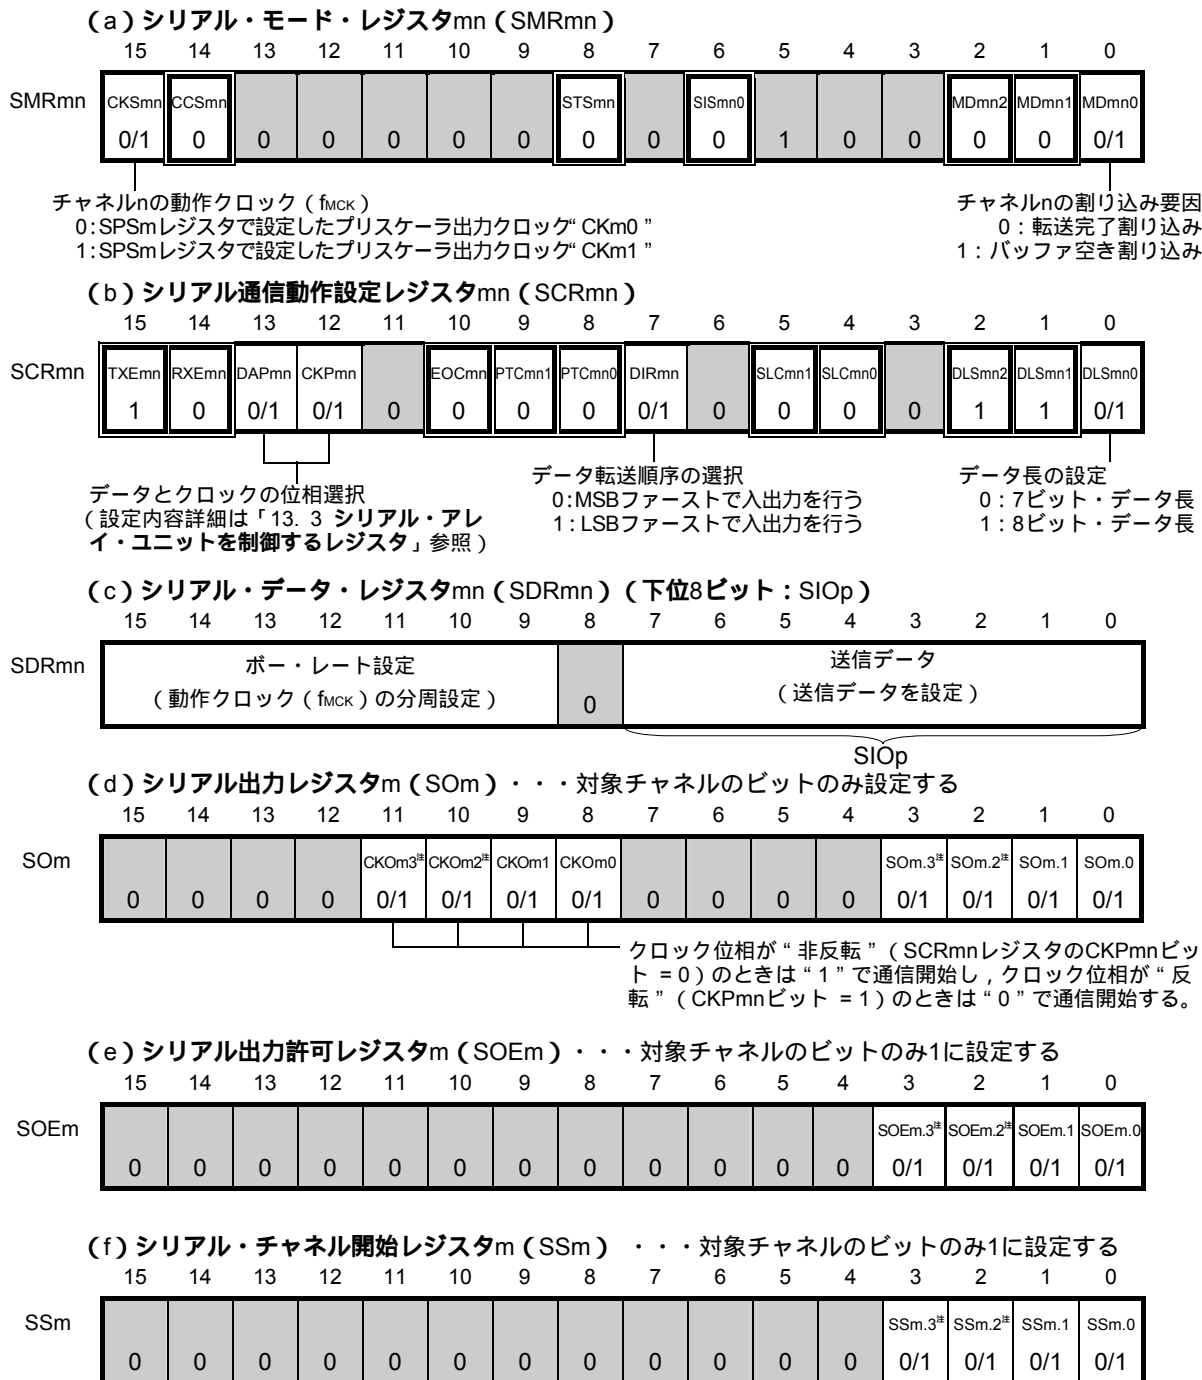 (a)シリアル・モード・レジスタmn(SMRmn)
15 14 13 12 11 10 9 8 7 6 5 4 3 2 1 0
SMRmn CKSmn CCSmn STSmn SISmn0 MDmn2 MDmn1 MDmn0
0/1 0 0 0 0 0 0 0 0 0 1 0 0 0 0 0/1
チャネルnの動作クロック(fMCK)
0:SPSmレジスタで設定したプリスケーラ出力クロック“CKm0”
1:SPSmレジスタで設定したプリスケーラ出力クロック“CKm1”
チャネルnの割り込み要因
0:転送完了割り込み
1:バッファ空き割り込み
(b)シリアル通信動作設定レジスタmn(SCRmn)
15 14 13 12 11 10 9 8 7 6 5 4 3 2 1 0
SCRmn TXEmn RXEmn DAPmn CKPmn EOCmn PTCmn1 PTCmn0 DIRmn SLCmn1 SLCmn0 DLSmn2 DLSmn1 DLSmn0
1 0 0/1 0/1 0 0 0 0 0/1 0 0 0 0 1 1 0/1
データとクロックの位相選択
(設定内容詳細は「13. 3 シリアル・アレ
イ・ユニットを制御するレジスタ」参照)
データ転送順序の選択
0:MSBファーストで入出力を行う
1:LSBファーストで入出力を行う
データ長の設定
0:7ビット・データ長
1:8ビット・データ長
(c)シリアル・データ・レジスタmn(SDRmn)(下位8ビット:SIOp)
15 14 13 12 11 10 9 8 7 6 5 4 3 2 1 0
SDRmn ボー・レート設定
(動作クロック(fMCK)の分周設定)
0
送信データ
(送信データを設定)
SIOp
(d)シリアル出力レジスタm(SOm)・・・対象チャネルのビットのみ設定する
15 14 13 12 11 10 9 8 7 6 5 4 3 2 1 0
SOm CKOm3注 CKOm2注 CKOm1 CKOm0 SOm.3注 SOm.2注 SOm.1 SOm.0
0 0 0 0 0/1 0/1 0/1 0/1 0 0 0 0 0/1 0/1 0/1 0/1
クロック位相が“非反転”(SCRmnレジスタのCKPmnビッ
ト =0)のときは“1”で通信開始し,クロック位相が“反
転”(CKPmnビット =1)のときは“0”で通信開始する。
(e)シリアル出力許可レジスタm(SOEm)・・・対象チャネルのビットのみ1に設定する
15 14 13 12 11 10 9 8 7 6 5 4 3 2 1 0
SOEm SOEm.3注 SOEm.2注 SOEm.1 SOEm.0
0 0 0 0 0 0 0 0 0 0 0 0 0/1 0/1 0/1 0/1
(f)シリアル・チャネル開始レジスタm(SSm) ・・・対象チャネルのビットのみ1に設定する
15 14 13 12 11 10 9 8 7 6 5 4 3 2 1 0
SSm SSm.3注 SSm.2注 SSm.1 SSm.0
0 0 0 0 0 0 0 0 0 0 0 0 0/1 0/1 0/1 0/1